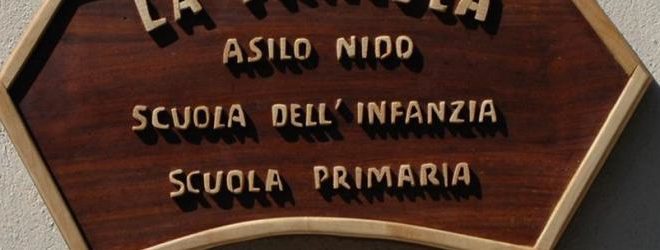 LA
ASILO NIDO
SCUOLA DELL'INFANZIA
SCUOLA PRIMARIA